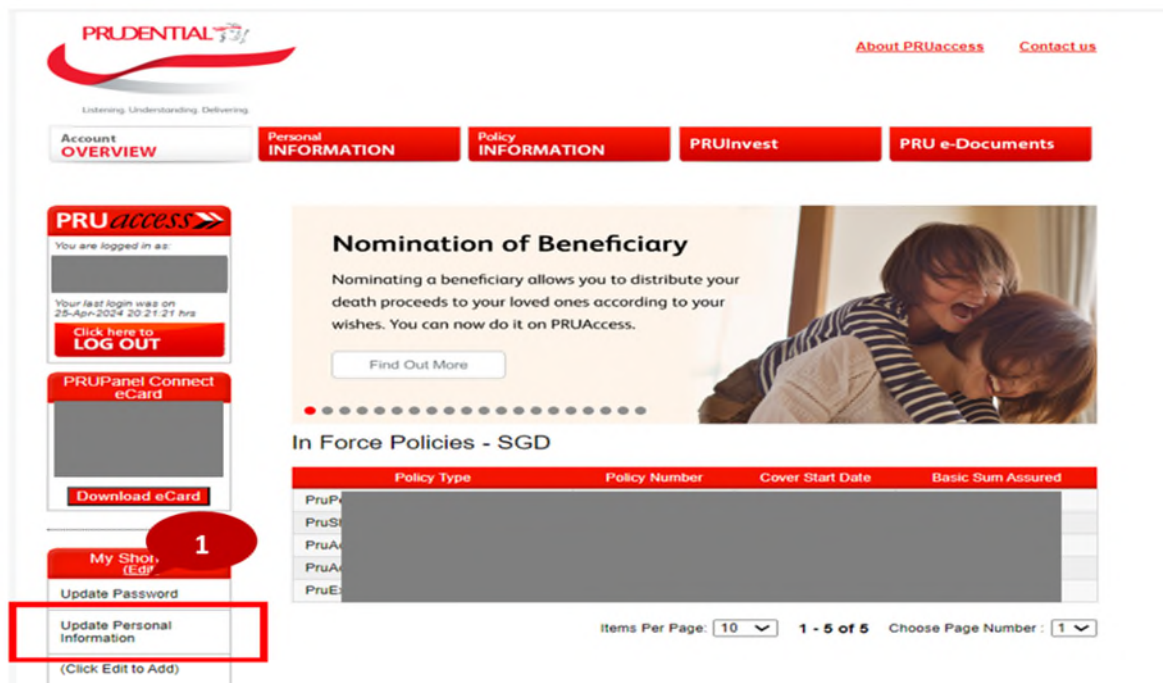 PRUDENTIAL
About PRUaccess Contact us
Listening. Understanding. Delivering.
Account OVERVIEW
Personal INFORMATION
Policy INFORMATION
PRUInvest
PRU e-Documents
PRUaccess
You are logged in as:
Your last login was on
25-Apr-2024 20:21:21 hrs
Click here to
LOG OUT
PRUPanel Connect
eCard
Download eCard
1
My
Update Password
Update Personal
Information
(Click Edit to Add)
Nomination of Beneficiary
Nominating a beneficiary allows you to distribute your
death proceeds to your loved ones according to your
wishes. You can now do it on PRUAccess.
Find Out More
In Force Policies - SGD
Policy Type Policy Number Cover Start Date Basic Sum Assured
Items Per Page: 10 1 - 5 of 5 Choose Page Number : 1